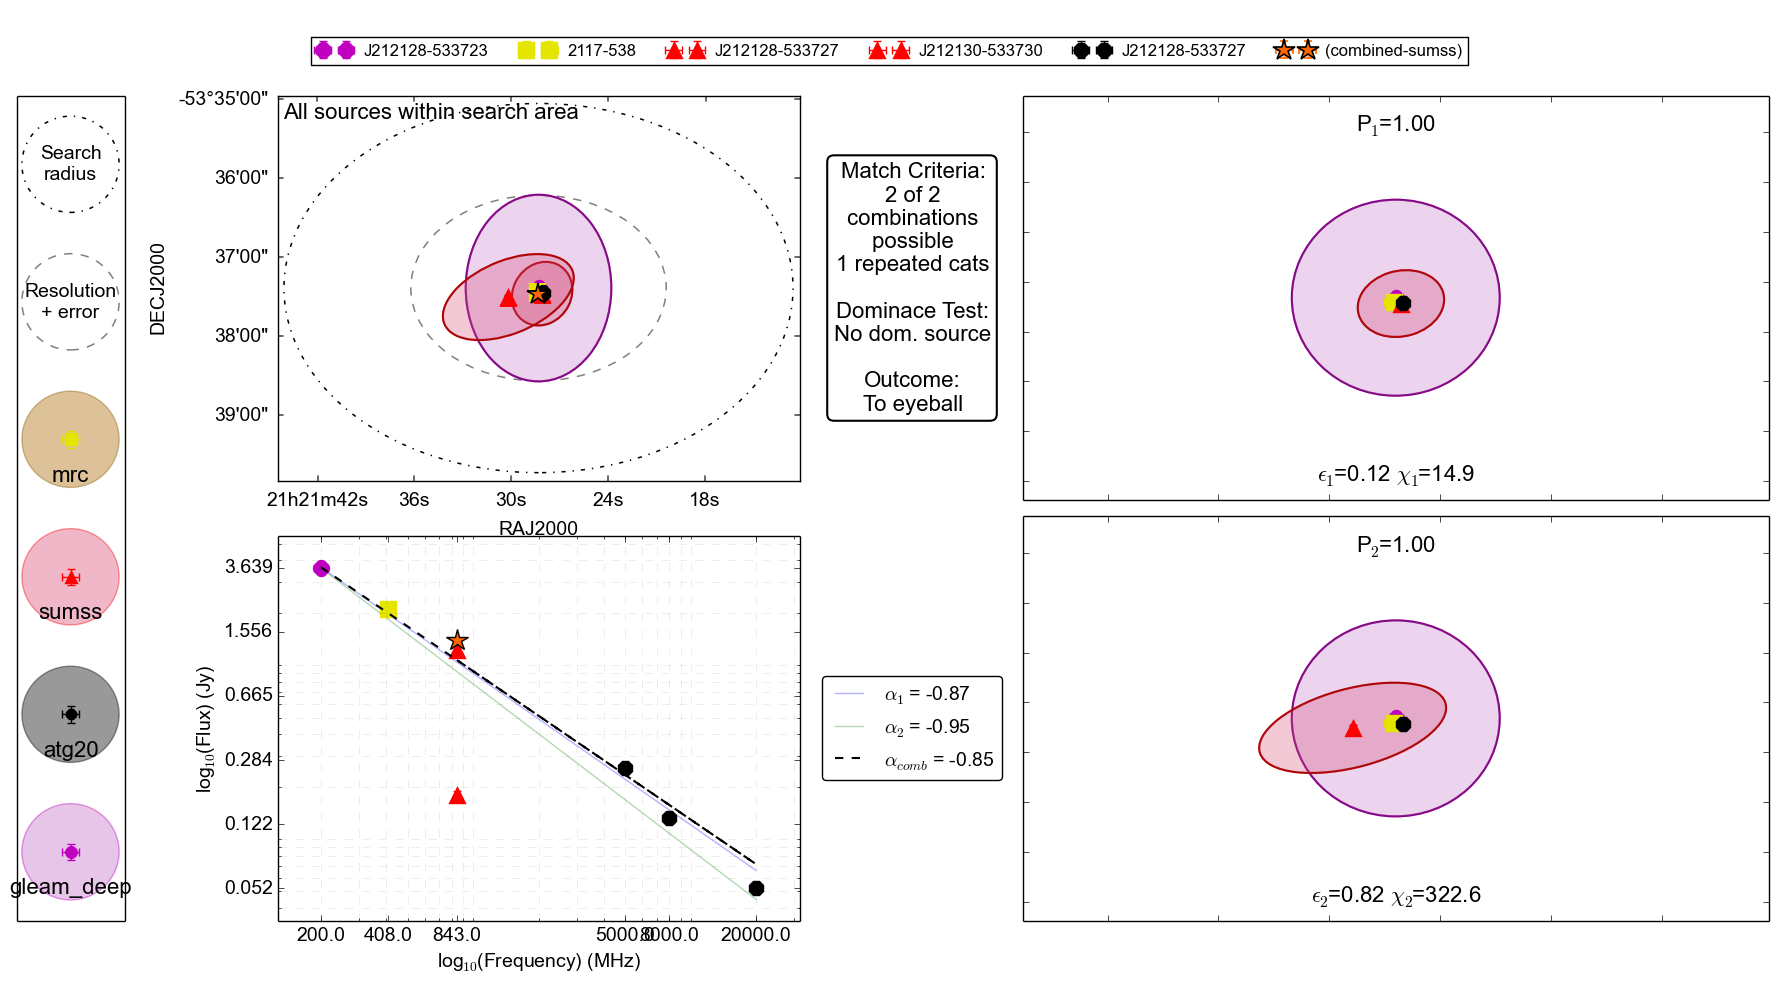 J212128-533723 2117-538 J212128-533727 J212130-533730 J212128-533727 (combined-sumss)
Search
radius
Resolution
+ error
mrc
sumss
atg20
gleam_deep
All sources within search area
DECJ2000
-53°35'00"
36'00"
37'00"
38'00"
39'00"
21h21m42s 36s 30s 24s 18s
RAJ2000
Match Criteria:
2 of 2
combinations
possible
1 repeated cats
Dominace Test:
No dom. source
Outcome:
To eyeball
P1=1.00
ϵ1=0.12 χ1=14.9
log10(Flux) (Jy)
3.639
1.556
0.665
0.284
0.122
0.052
200.0 408.0 843.0 5000.0 8000.0 20000.0
log10(Frequency) (MHz)
α1 = -0.87
α2 = -0.95
αcomb = -0.85
P2=1.00
ϵ2=0.82 χ2=322.6